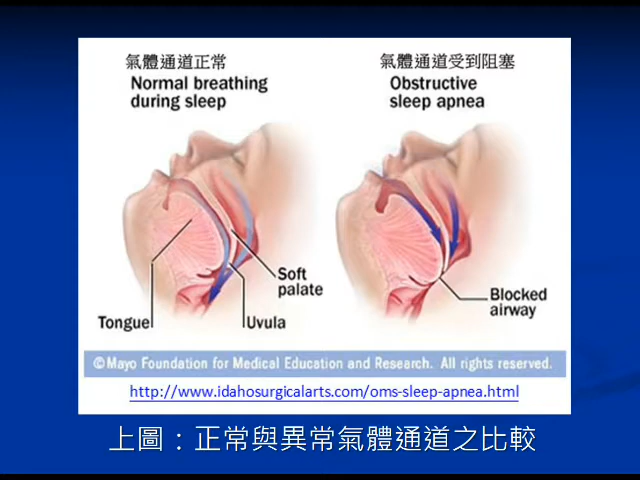 氣體通道正常
Normal breathing
during sleep
氣體通道受到阻塞
Obstructive
sleep apnea
Soft
palate
Tongue
Uvula
Blocked
airway
©Mayo Foundation for Medical Education and Research. All rights reserved.
http://www.idahosurgicalarts.com/oms-sleep-apnea.html
上圖：正常與異常氣體通道之比較